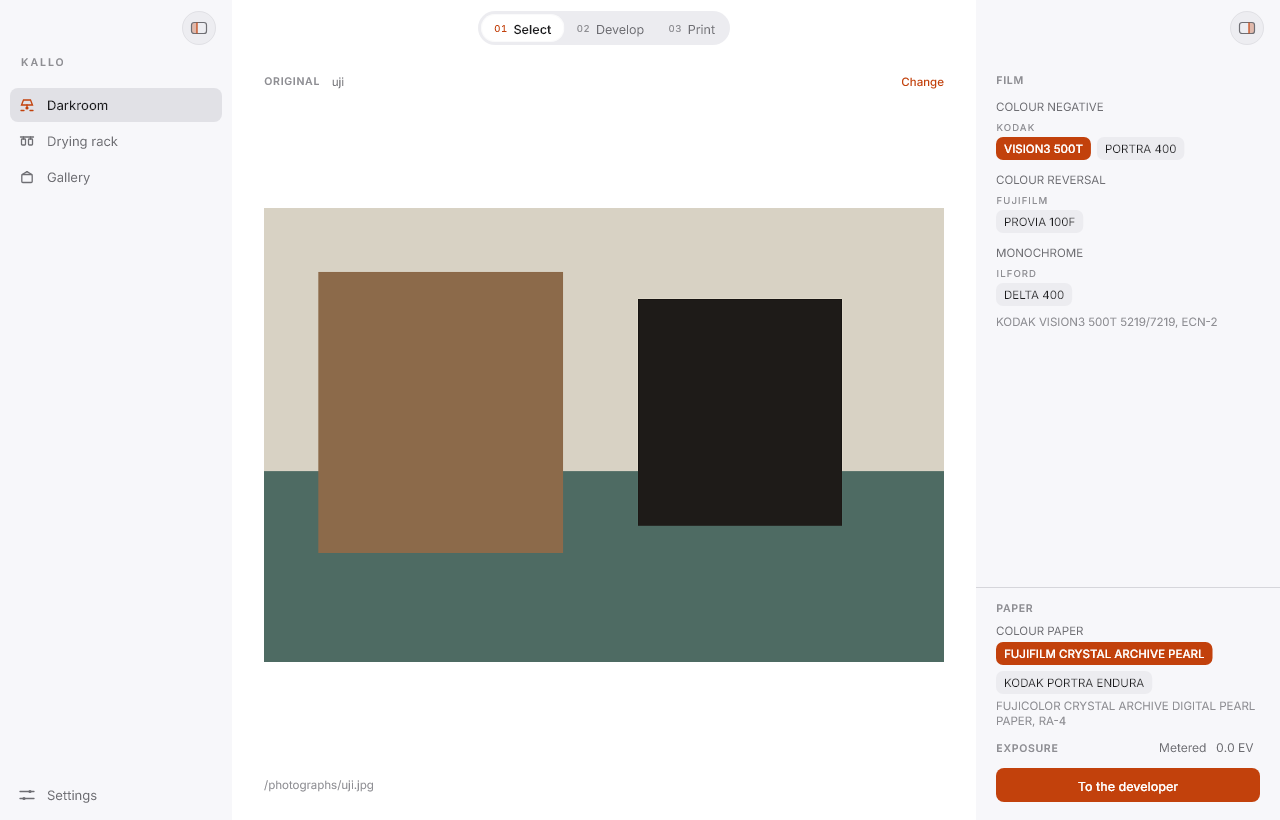 KALLO
Darkroom
Drying rack
Gallery
Settings
01 Select 02 Develop 03 Print
ORIGINAL uji
Change
/photographs/uji.jpg
FILM
COLOUR NEGATIVE
KODAK
VISION3 500T PORTRA 400
COLOUR REVERSAL
FUJIFILM
PROVIA 100F
MONOCHROME
ILFORD
DELTA 400
KODAK VISION3 500T 5219/7219, ECN-2
PAPER
COLOUR PAPER
FUJIFILM CRYSTAL ARCHIVE PEARL
KODAK PORTRA ENDURA
FUJICOLOR CRYSTAL ARCHIVE DIGITAL PEARL
PAPER, RA-4
EXPOSURE Metered 0.0 EV
To the developer